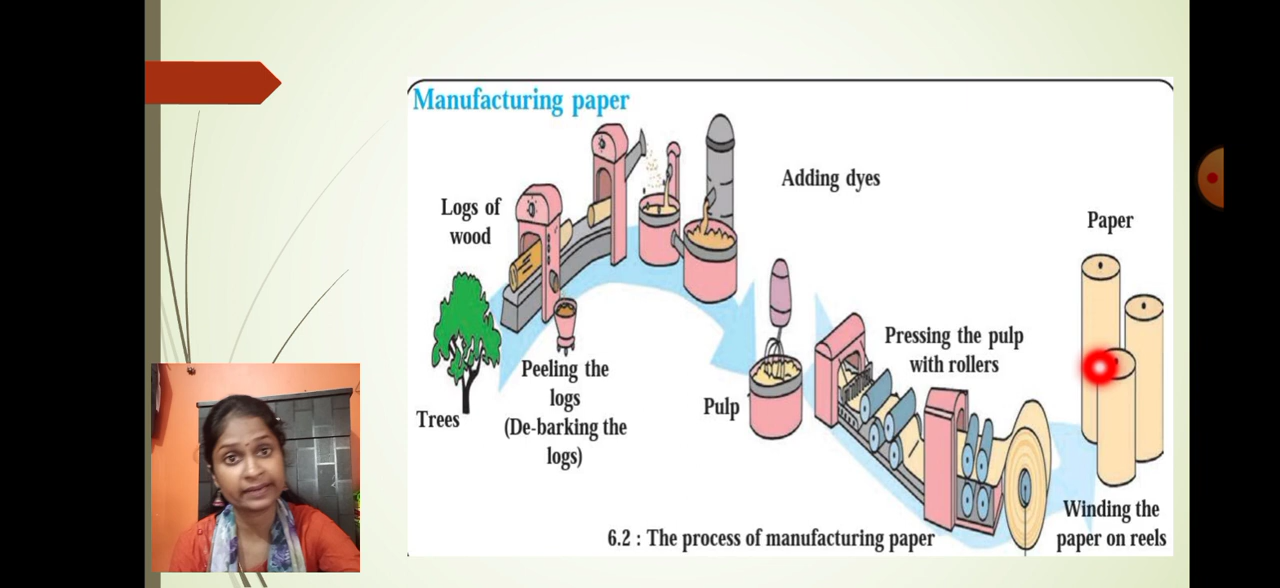 Manufacturing paper
Logs of
wood
Adding dyes
Paper
Trees
Peeling the
logs
(De-barking the
logs)
Pulp
Pressing the pulp
with rollers
Winding the
paper on reels
6.2 : The process of manufacturing paper